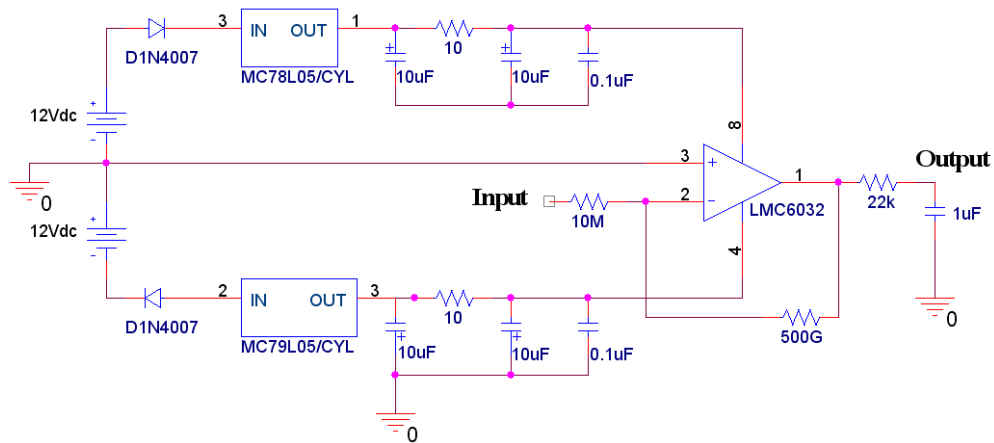 3
IN OUT
1
D1N4007
MC78L05/CYL
10
10uF
10uF
0.1uF
12Vdc
+
-
0
8
3
+
Input
10M
2
-
1
LMC6032
4
22k
Output
1uF
0
12Vdc
+
-
2
IN OUT
3
D1N4007
MC79L05/CYL
10
10uF
10uF
0.1uF
500G
0